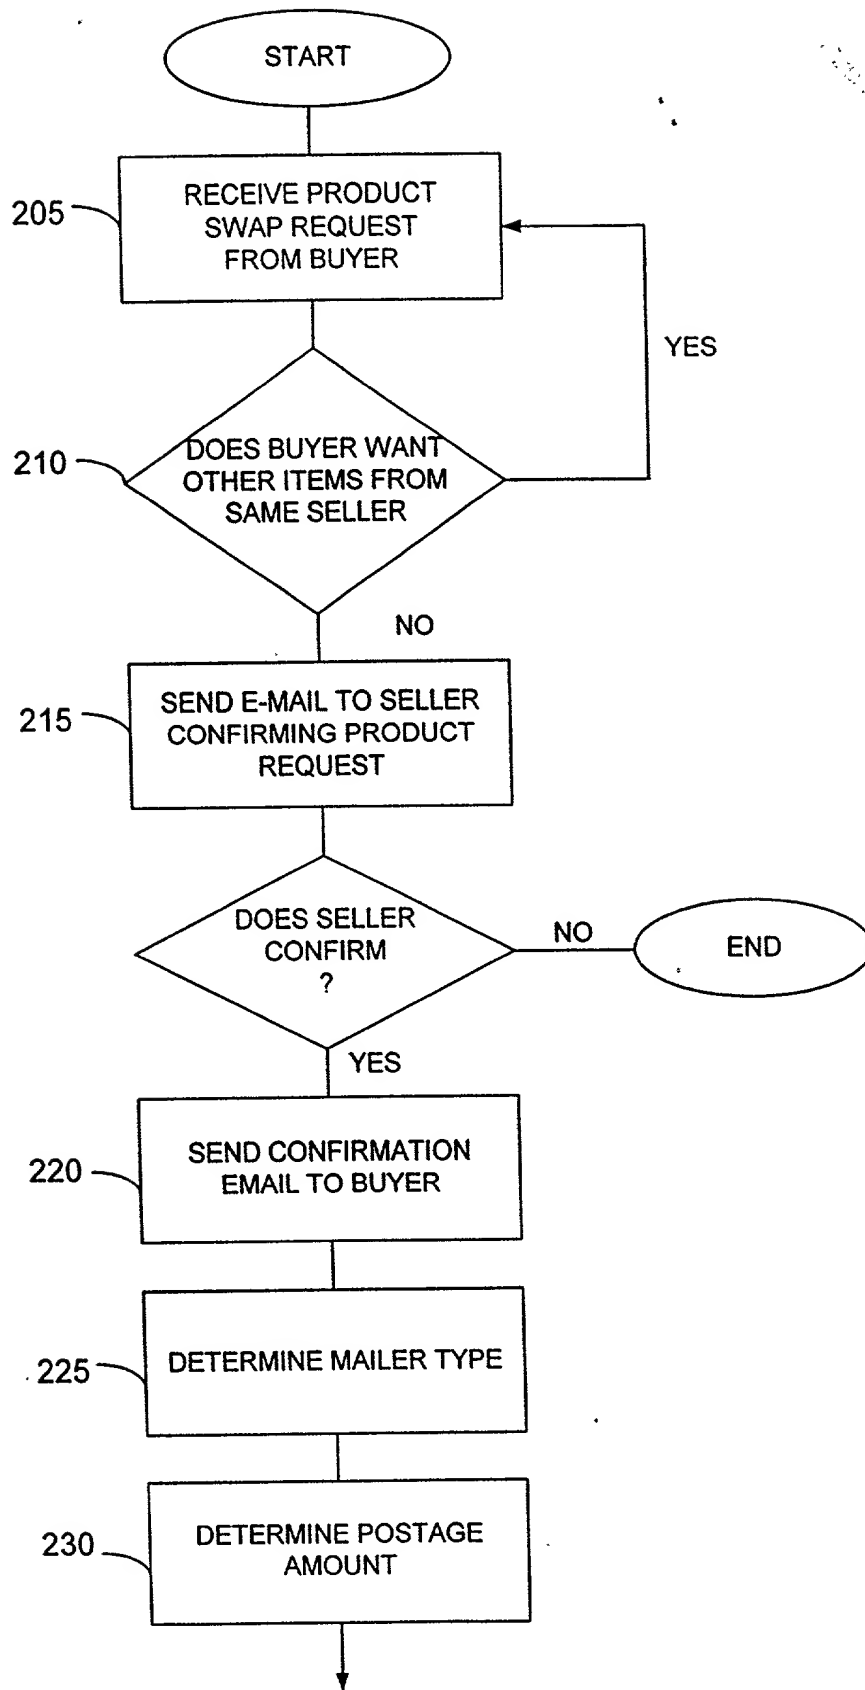 START
205
RECEIVE PRODUCT
SWAP REQUEST
FROM BUYER
YES
210
DOES BUYER WANT
OTHER ITEMS FROM
SAME SELLER
NO
215
SEND E-MAIL TO SELLER
CONFIRMING PRODUCT
REQUEST
DOES SELLER
CONFIRM
?
NO
END
YES
220
SEND CONFIRMATION
EMAIL TO BUYER
225
DETERMINE MAILER TYPE
230
DETERMINE POSTAGE
AMOUNT